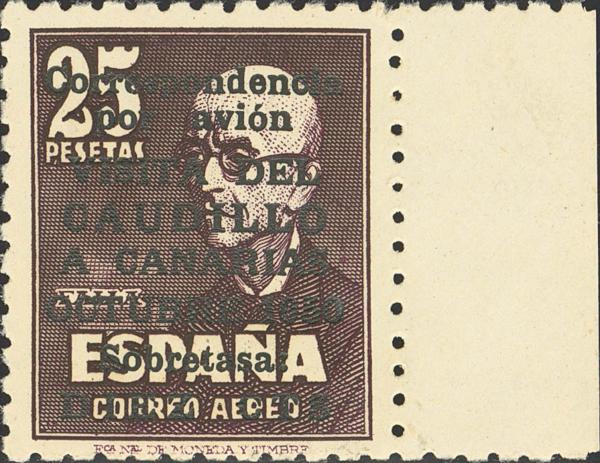 25
PESETAS
Correspondencia
por avión
VISITA DEL
CAUDILLO
A CANARIAS
OCTUBRE 1950
Sobretasa:
ESPAÑA
CORREO AEREO
FCA. NAL. DE MONEDA Y TIMBRE